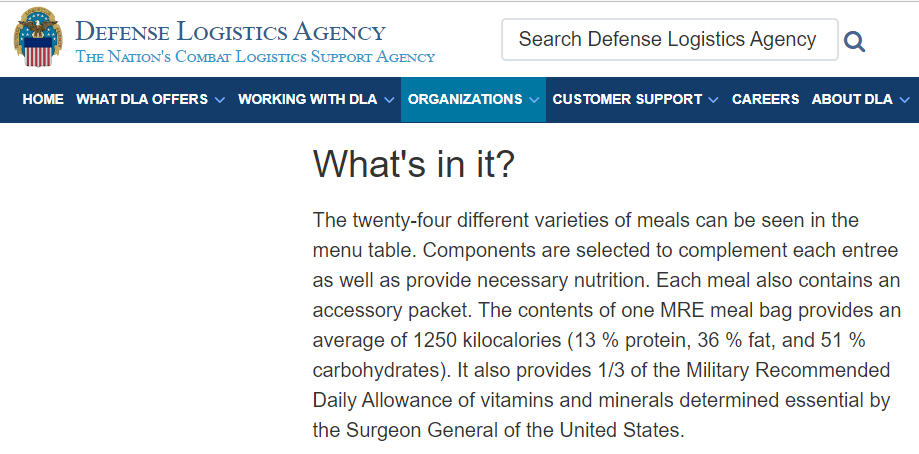 DEFENSE LOGISTICS AGENCY
THE NATION'S COMBAT LOGISTICS SUPPORT AGENCY
Search Defense Logistics Agency
HOME WHAT DLA OFFERS WORKING WITH DLA ORGANIZATIONS CUSTOMER SUPPORT CAREERS ABOUT DLA
What's in it?
The twenty-four different varieties of meals can be seen in the
menu table. Components are selected to complement each entree
as well as provide necessary nutrition. Each meal also contains an
accessory packet. The contents of one MRE meal bag provides an
average of 1250 kilocalories (13 % protein, 36 % fat, and 51 %
carbohydrates). It also provides 1/3 of the Military Recommended
Daily Allowance of vitamins and minerals determined essential by
the Surgeon General of the United States.